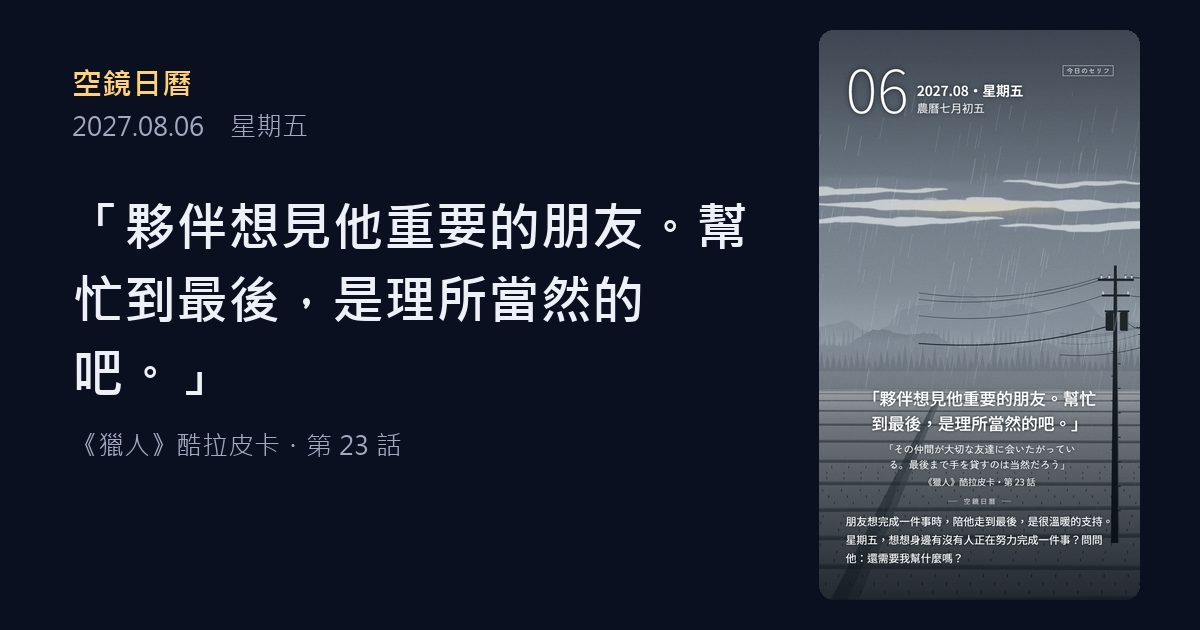 空鏡日曆
2027.08.06 星期五
「夥伴想見他重要的朋友。幫
忙到最後，是理所當然的
吧。」
《獵人》酷拉皮卡・第 23 話
06
2027.08・星期五
農曆七月初五
今日のセリフ
「夥伴想見他重要的朋友。幫忙
到最後，是理所當然的吧。」
「その仲間が大切な友達に会いたがってい
る。最後まで手を貸すのは当然だろう」
《獵人》酷拉皮卡・第 23 話
— 空鏡日曆 —
朋友想完成一件事時，陪他走到最後，是很溫暖的支持。
星期五，想想身邊有沒有人正在努力完成一件事？問問
他：還需要我幫什麼嗎？